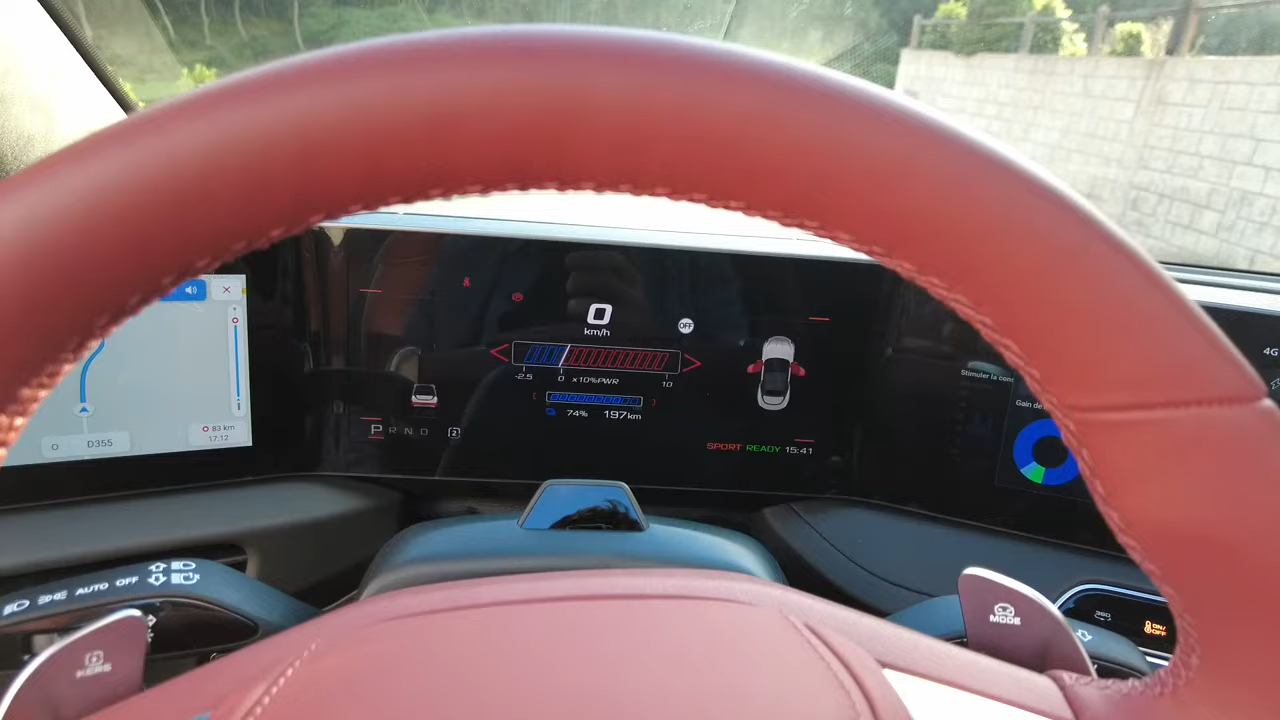 0
km/h
OFF
-2.5 0 x10%PWR 10
74% 197km
P R N D 2
SPORT READY 15:41
D355
83 km
17:12
4G
Stimuler la con
Gain de
AUTO OFF
KERS
MODE
360
ON/
OFF